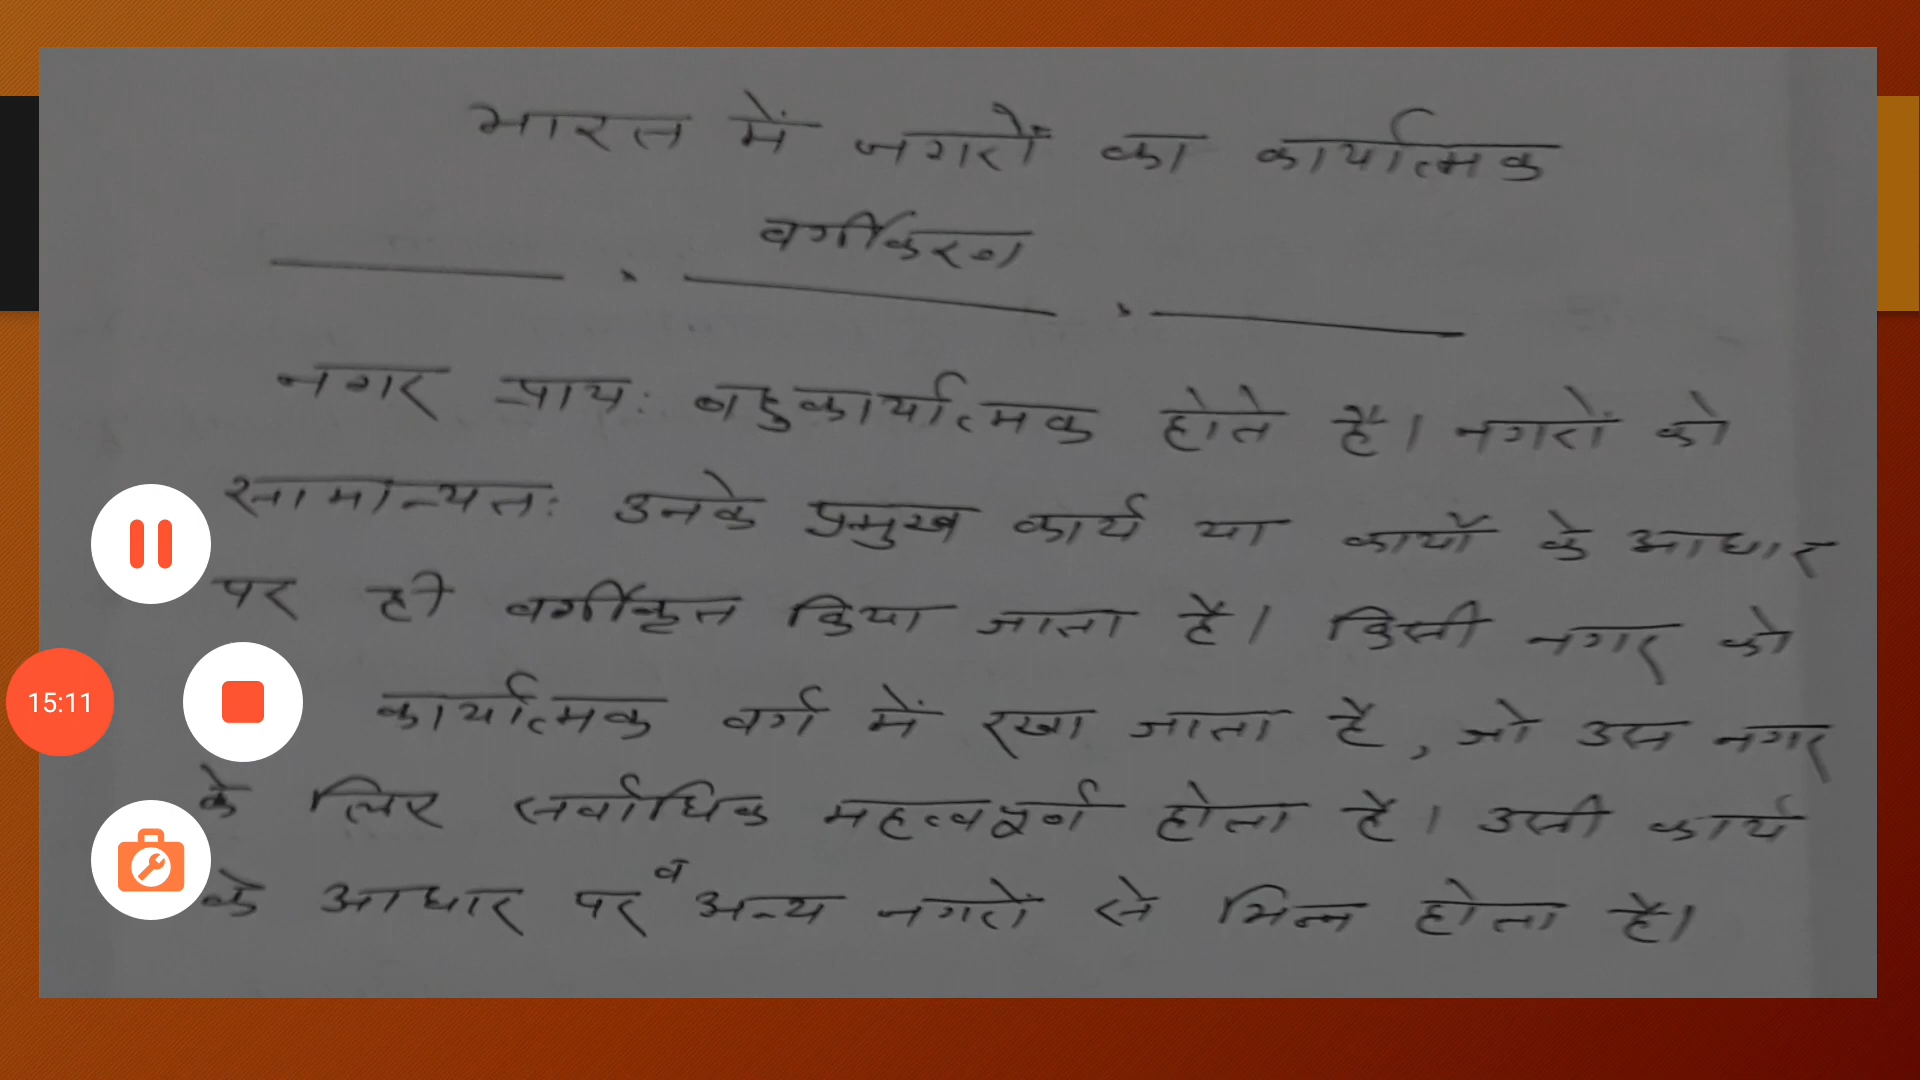 भारत में नगरों का कार्यात्मक
वर्गीकरण
नगर प्राय: बहुकार्यात्मक होते है। नगरों को
सामान्यत: उनके प्रमुख कार्य या कार्यों के आधार
पर ही वर्गीकृत किया जाता है। किसी नगर को
कार्यात्मक वर्ग में रखा जाता है, जो उस नगर
15:11
के लिए सर्वाधिक महत्वपूर्ण होता है। उसी कार्य
के आधार पर व अन्य नगरों से भिन्न होता है।